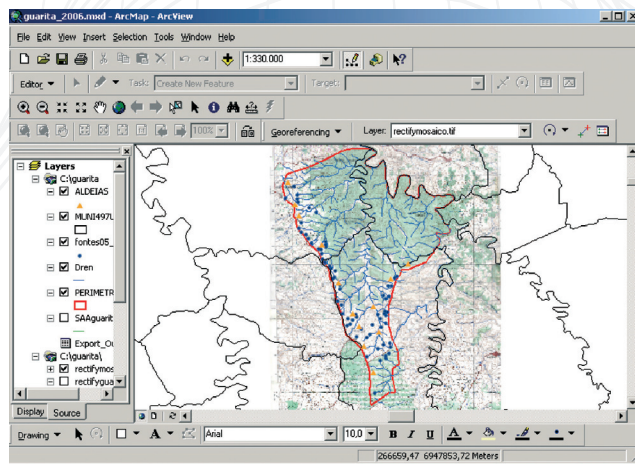 guarita_2006.mxd - ArcMap - ArcView
File Edit View Insert Selection Tools Window Help
1:330.000
Editor Task: Create New Feature Target:
100%
Georeferencing Layer: rectifymosaico.tif
Layers
C:\guarita
ALDEIAS
MUNI497L
fontes05_
Dren
PERIMETR
SAAguarit
Export_Ou
C:\guarita\
rectifymos
rectifygua
Display Source
Drawing A Arial 10,0 B I U A
266659,47 6947853,72 Meters